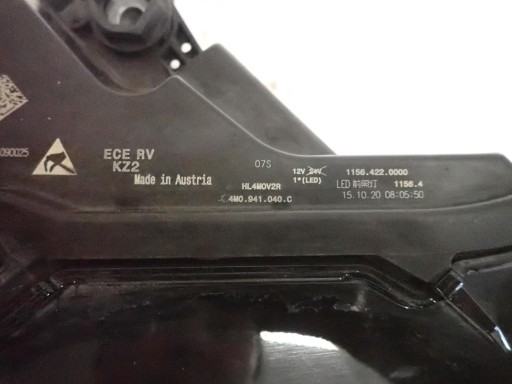 090025
ECE RV
KZ2
Made in Austria
07S
HL4M0V2R
4M0.941.040.C
12V 24V
1*(LED)
1156.422.0000
LED 前照灯 1156.4
15.10.20 08:05:50